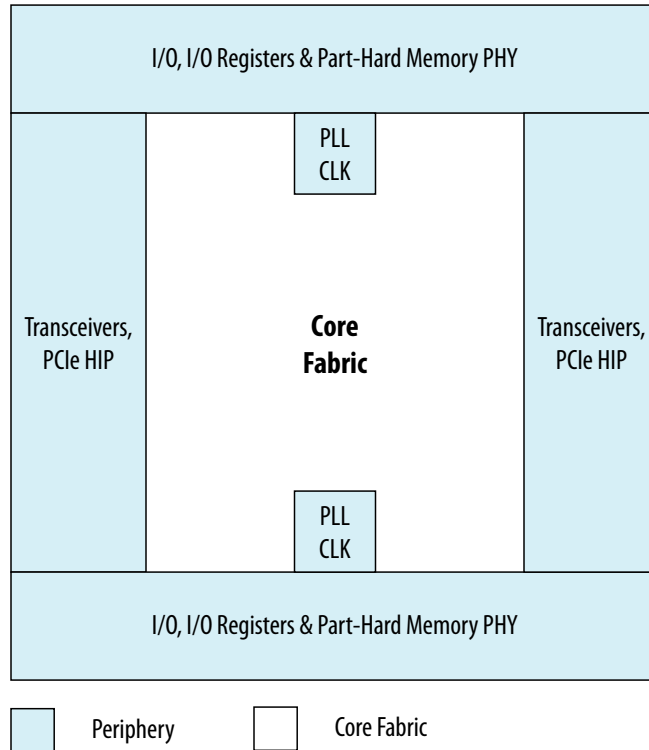 I/O, I/O Registers & Part-Hard Memory PHY
PLL
CLK
Transceivers,
PCIe HIP
Core
Fabric
Transceivers,
PCIe HIP
PLL
CLK
I/O, I/O Registers & Part-Hard Memory PHY
Periphery
Core Fabric